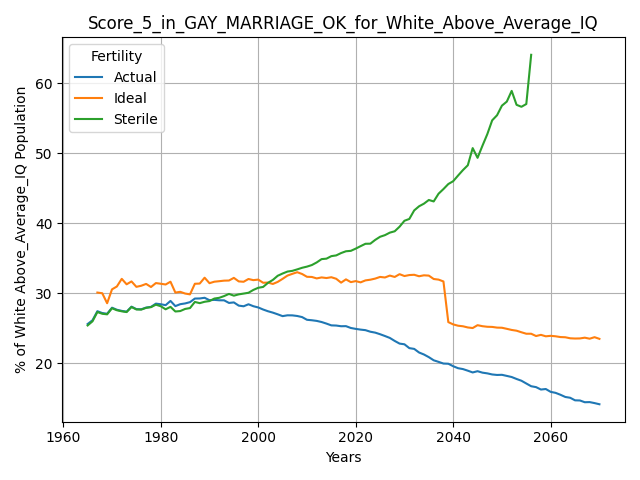 Score_5_in_GAY_MARRIAGE_OK_for_White_Above_Average_IQ
Fertility
Actual
Ideal
Sterile
% of White Above_Average_IQ Population
60
50
40
30
20
1960 1980 2000 2020 2040 2060
Years